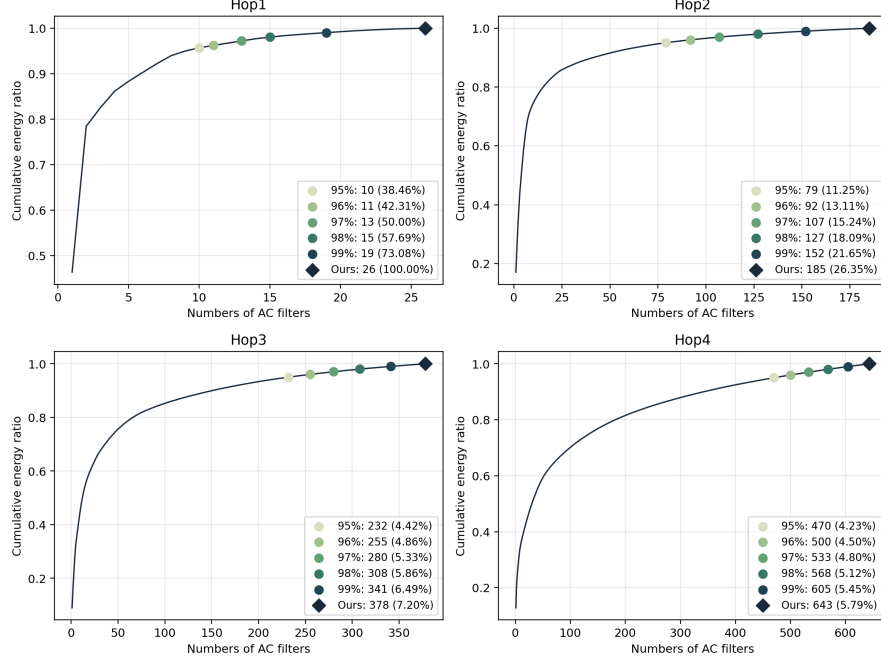 Hop1
Cumulative energy ratio
1.0
0.9
0.8
0.7
0.6
0.5
95%: 10 (38.46%)
96%: 11 (42.31%)
97%: 13 (50.00%)
98%: 15 (57.69%)
99%: 19 (73.08%)
Ours: 26 (100.00%)
0 5 10 15 20 25
Numbers of AC filters
Hop2
Cumulative energy ratio
1.0
0.8
0.6
0.4
0.2
95%: 79 (11.25%)
96%: 92 (13.11%)
97%: 107 (15.24%)
98%: 127 (18.09%)
99%: 152 (21.65%)
Ours: 185 (26.35%)
0 25 50 75 100 125 150 175
Numbers of AC filters
Hop3
Cumulative energy ratio
1.0
0.8
0.6
0.4
0.2
95%: 232 (4.42%)
96%: 255 (4.86%)
97%: 280 (5.33%)
98%: 308 (5.86%)
99%: 341 (6.49%)
Ours: 378 (7.20%)
0 50 100 150 200 250 300 350
Numbers of AC filters
Hop4
Cumulative energy ratio
1.0
0.8
0.6
0.4
0.2
95%: 470 (4.23%)
96%: 500 (4.50%)
97%: 533 (4.80%)
98%: 568 (5.12%)
99%: 605 (5.45%)
Ours: 643 (5.79%)
0 100 200 300 400 500 600
Numbers of AC filters